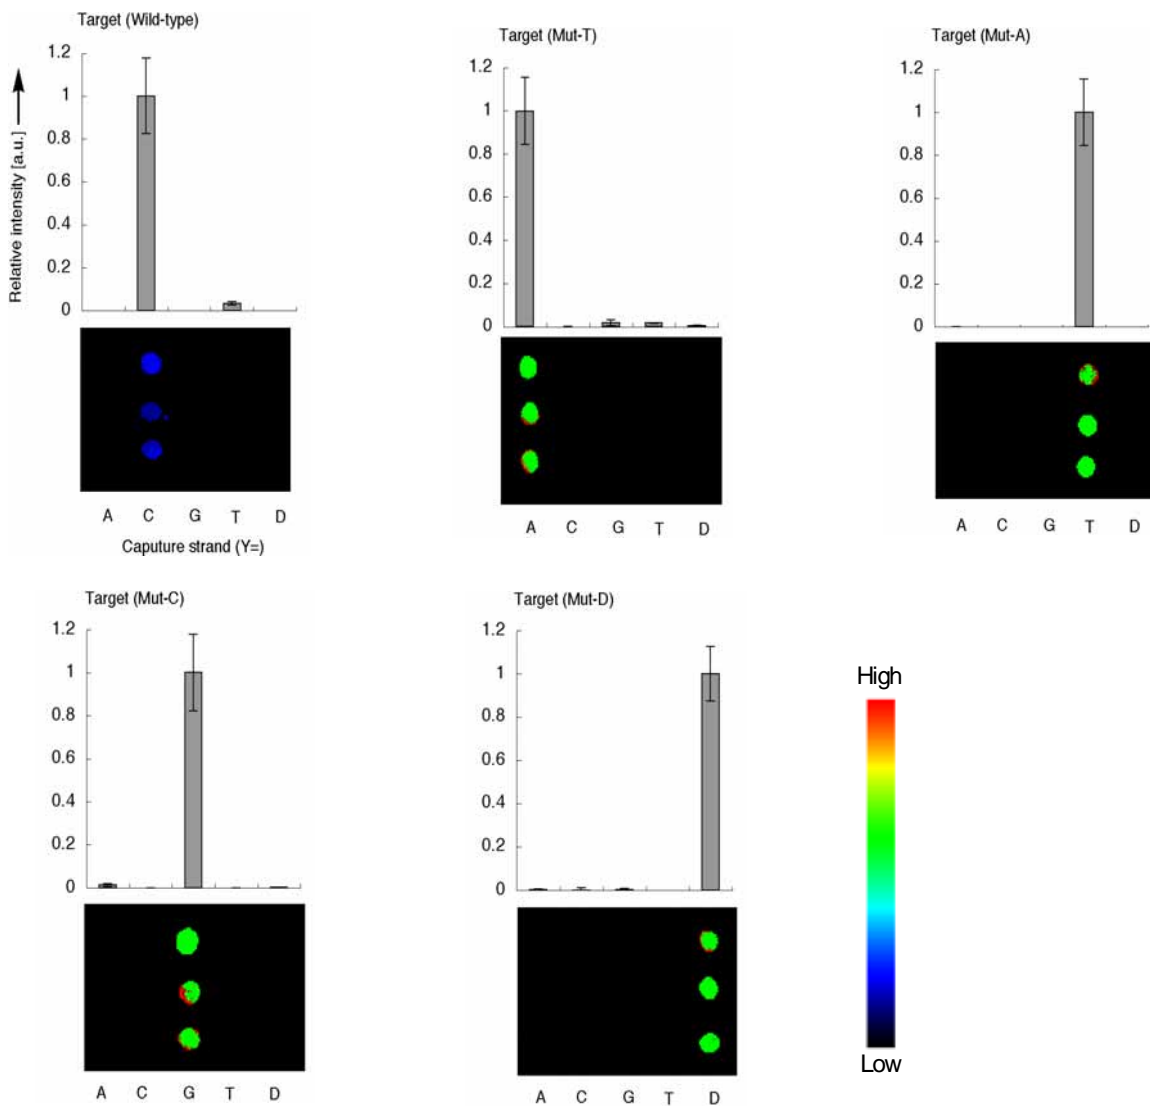 Target (Wild-type)
Target (Mut-T)
Target (Mut-A)
Relative intensity [a.u.]
1.2
1
0.8
0.6
0.4
0.2
0
1.2
1
0.8
0.6
0.4
0.2
0
1.2
1
0.8
0.6
0.4
0.2
0
A C G T D
A C G T D
A C G T D
Caputure strand (Y=)
Target (Mut-C)
Target (Mut-D)
1.2
1
0.8
0.6
0.4
0.2
0
1.2
1
0.8
0.6
0.4
0.2
0
High
Low
A C G T D
A C G T D